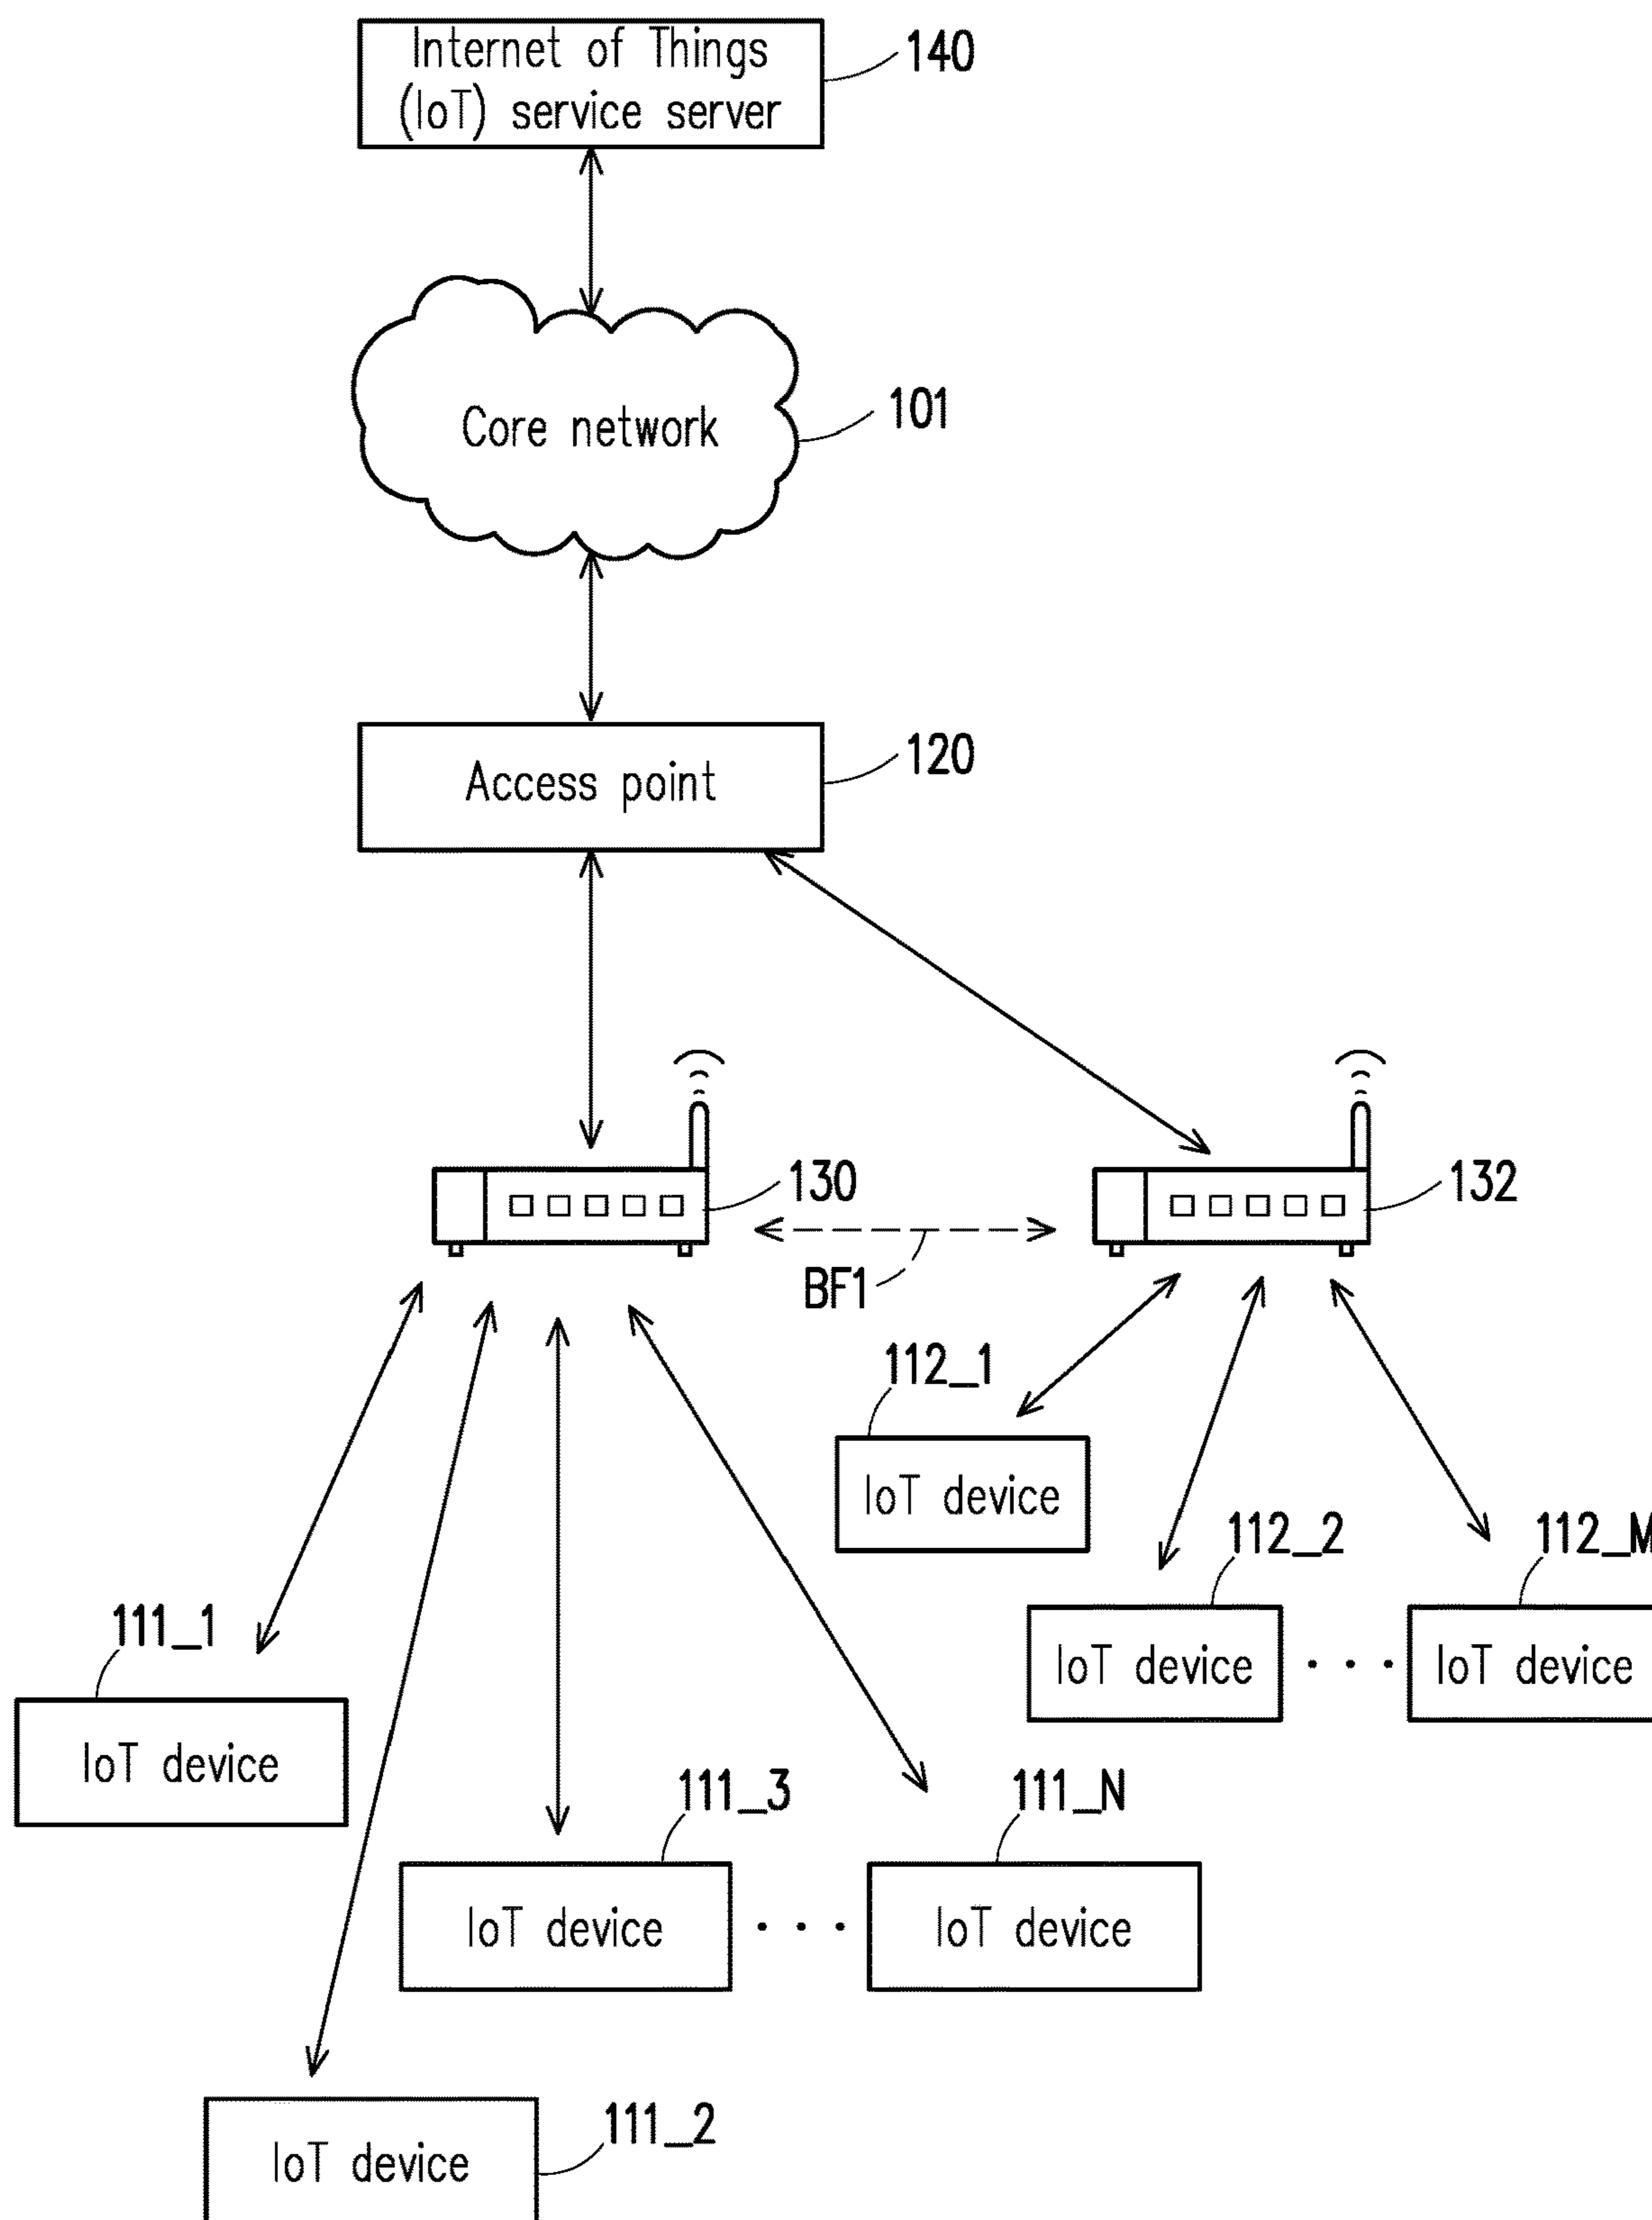 Internet of Things
(IoT) service server
140
Core network
101
Access point
120
130
132
BF1
112_1
IoT device
112_2
112_M
IoT device
IoT device
111_1
IoT device
111_3
111_N
IoT device
IoT device
111_2
IoT device